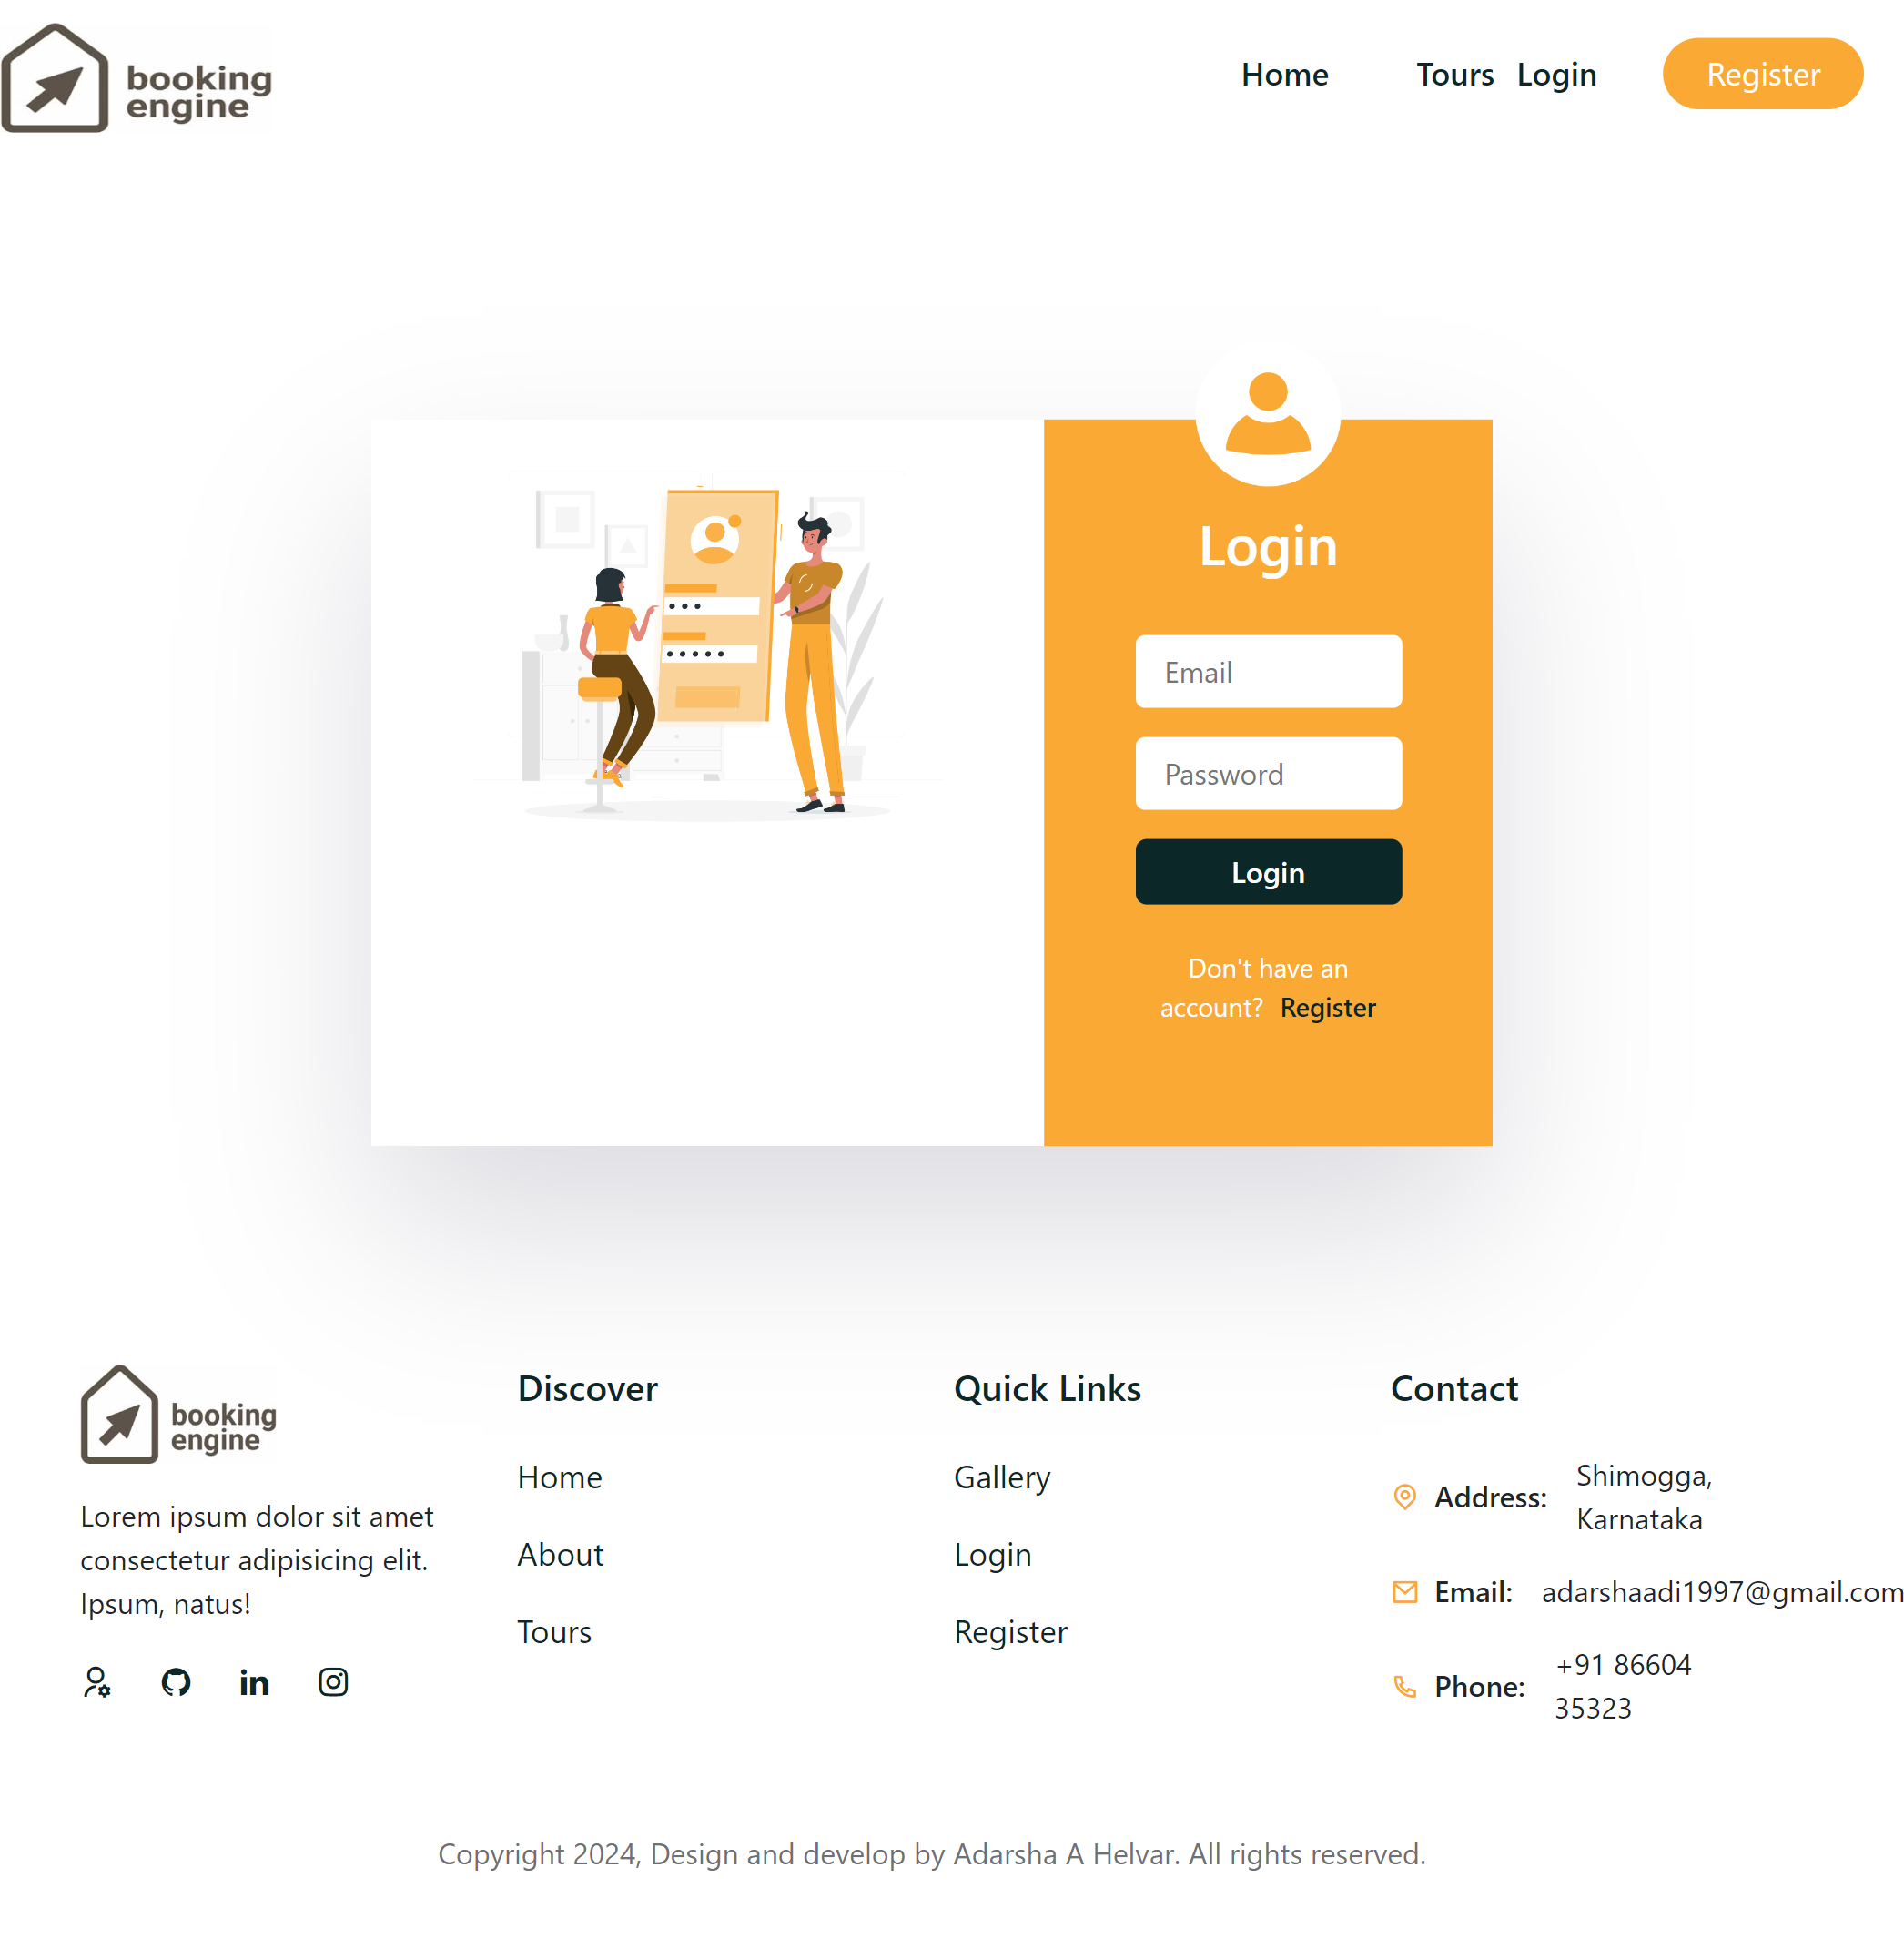 booking
engine
Home Tours Login Register
Login
Email
Password
Login
Don't have an
account? Register
booking
engine
Lorem ipsum dolor sit amet
consectetur adipisicing elit.
Ipsum, natus!
Discover
Home
About
Tours
Quick Links
Gallery
Login
Register
Contact
Address: Shimogga,
Karnataka
Email: adarshaadi1997@gmail.com
Phone: +91 86604
35323
Copyright 2024, Design and develop by Adarsha A Helvar. All rights reserved.